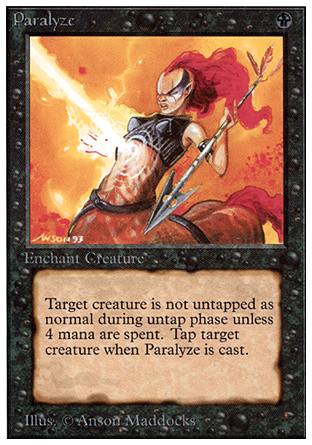 Paralyze
ANSON 93
Enchant Creature
Target creature is not untapped as
normal during untap phase unless
4 mana are spent. Tap target
creature when Paralyze is cast.
Illus. © Anson Maddocks